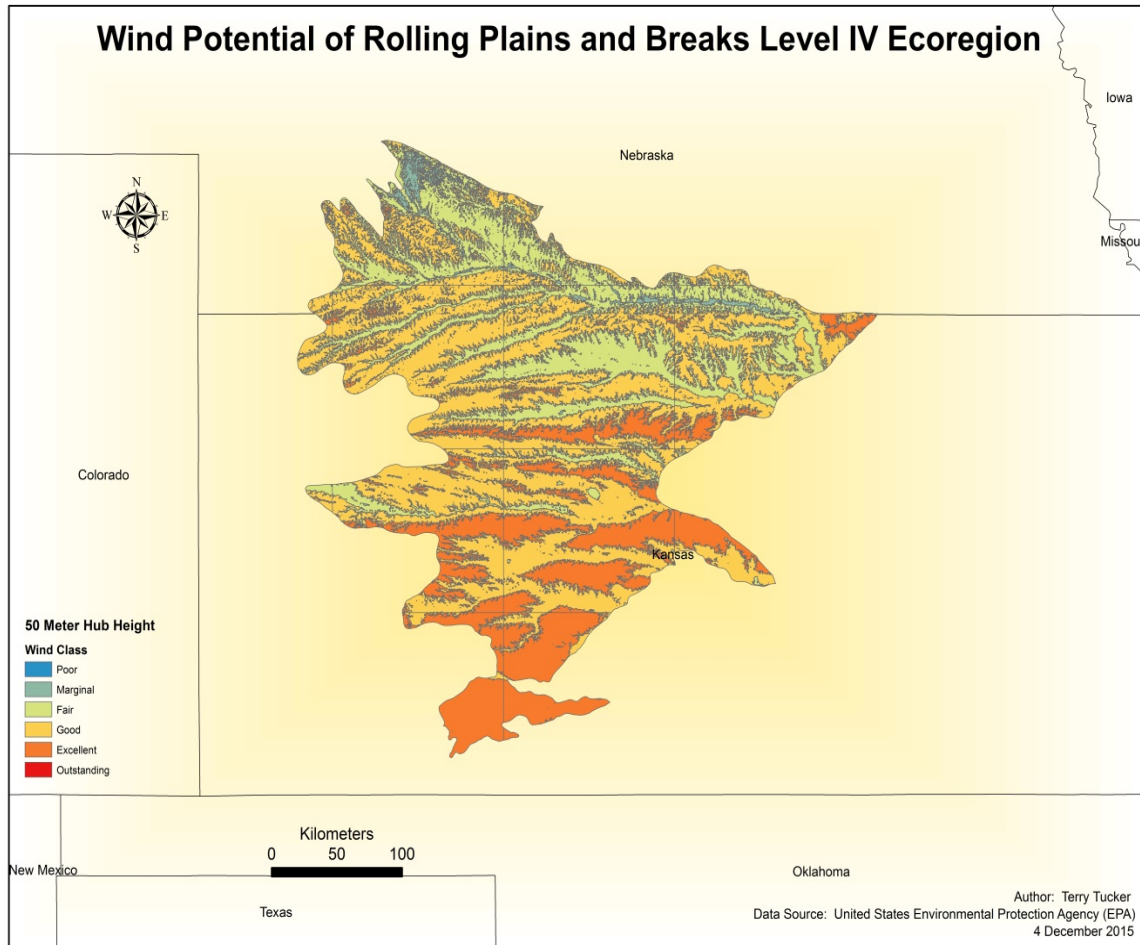 Wind Potential of Rolling Plains and Breaks Level IV Ecoregion
Iowa
Nebraska
N
W
E
S
Missou
Colorado
Kansas
50 Meter Hub Height
Wind Class
Poor
Marginal
Fair
Good
Excellent
Outstanding
Kilometers
0 50 100
New Mexico
Oklahoma
Texas
Author: Terry Tucker
Data Source: United States Environmental Protection Agency (EPA)
4 December 2015